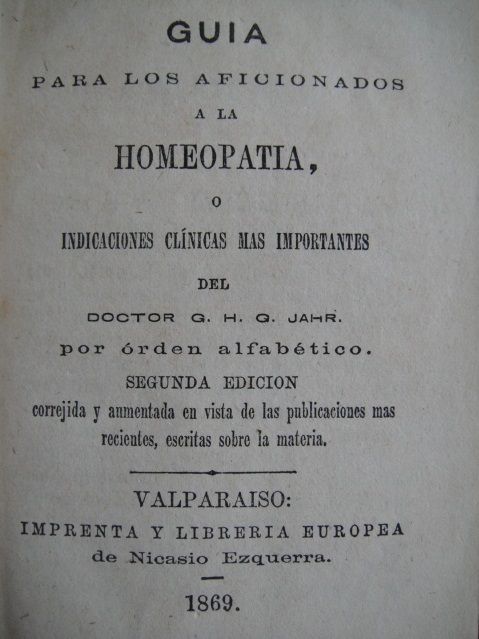 GUIA
PARA LOS AFICIONADOS
A LA
HOMEOPATIA,
O
INDICACIONES CLÍNICAS MAS IMPORTANTES
DEL
DOCTOR G. H. G. JAHR.
por órden alfabético.
SEGUNDA EDICION
correjida y aumentada en vista de las publicaciones mas
recientes, escritas sobre la materia.
VALPARAISO:
IMPRENTA Y LIBRERIA EUROPEA
de Nicasio Ezquerra.
1869.